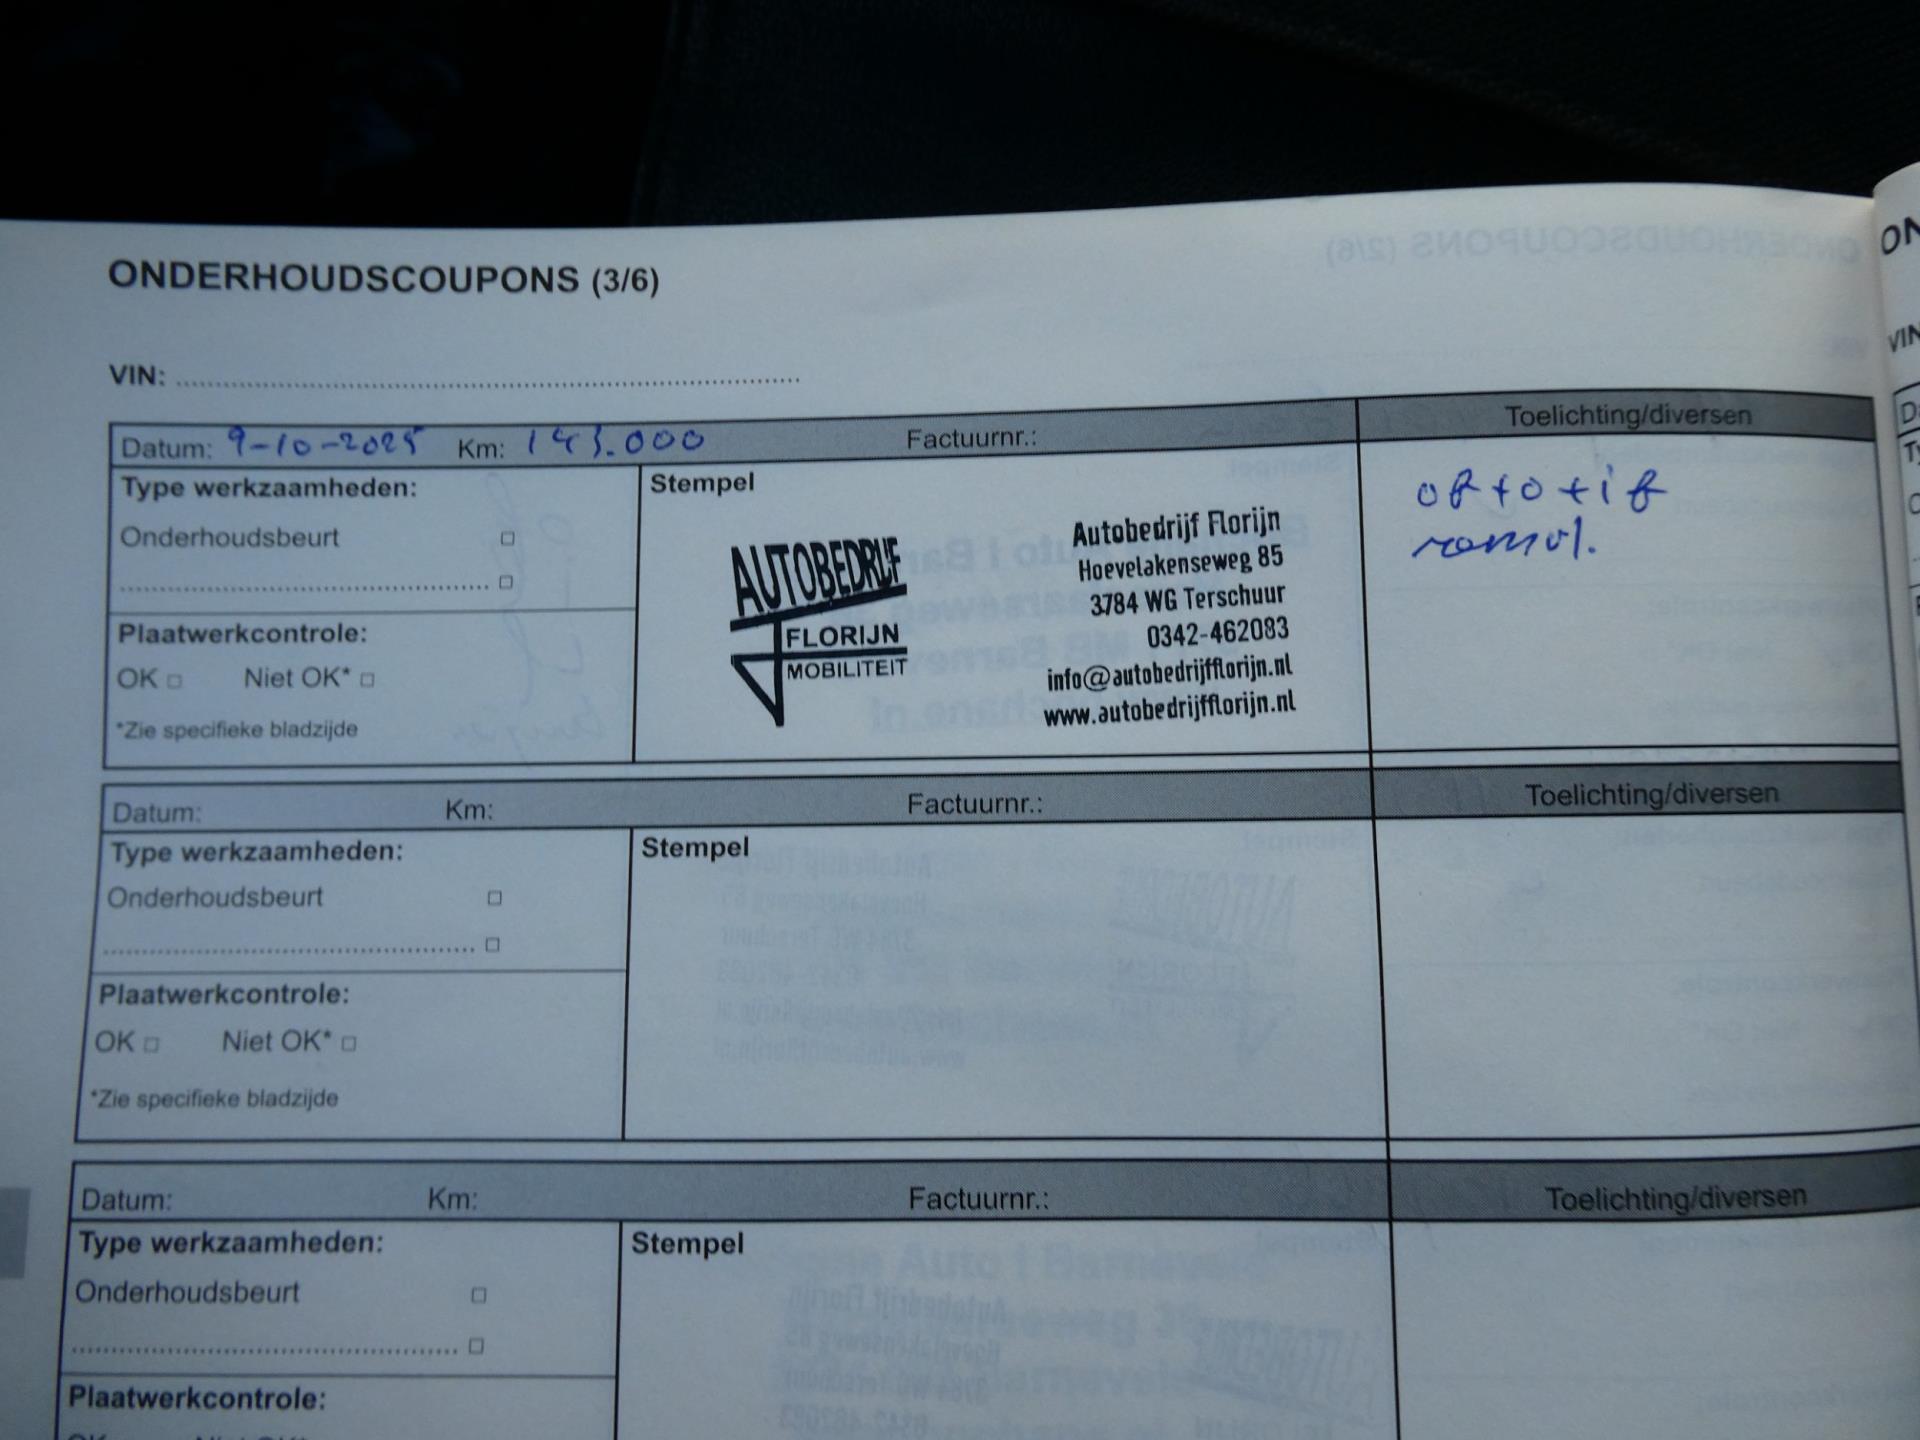 ONDERHOUDSCOUPONS (3/6)
VIN:
Datum: 9-10-2025 Km: 143.000 Factuurnr.: Toelichting/diversen
Type werkzaamheden:
Onderhoudsbeurt
Plaatwerkcontrole:
OK Niet OK*
*Zie specifieke bladzijde
Stempel
AUTOBEDRIJF
FLORIJN
MOBILITEIT
Autobedrijf Florijn
Hoevelakenseweg 85
3784 WG Terschuur
0342-462083
info@autobedrijfflorijn.nl
www.autobedrijfflorijn.nl
Datum: Km: Factuurnr.: Toelichting/diversen
Type werkzaamheden:
Onderhoudsbeurt
Plaatwerkcontrole:
OK Niet OK*
*Zie specifieke bladzijde
Stempel
Datum: Km: Factuurnr.: Toelichting/diversen
Type werkzaamheden:
Onderhoudsbeurt
Plaatwerkcontrole:
Stempel